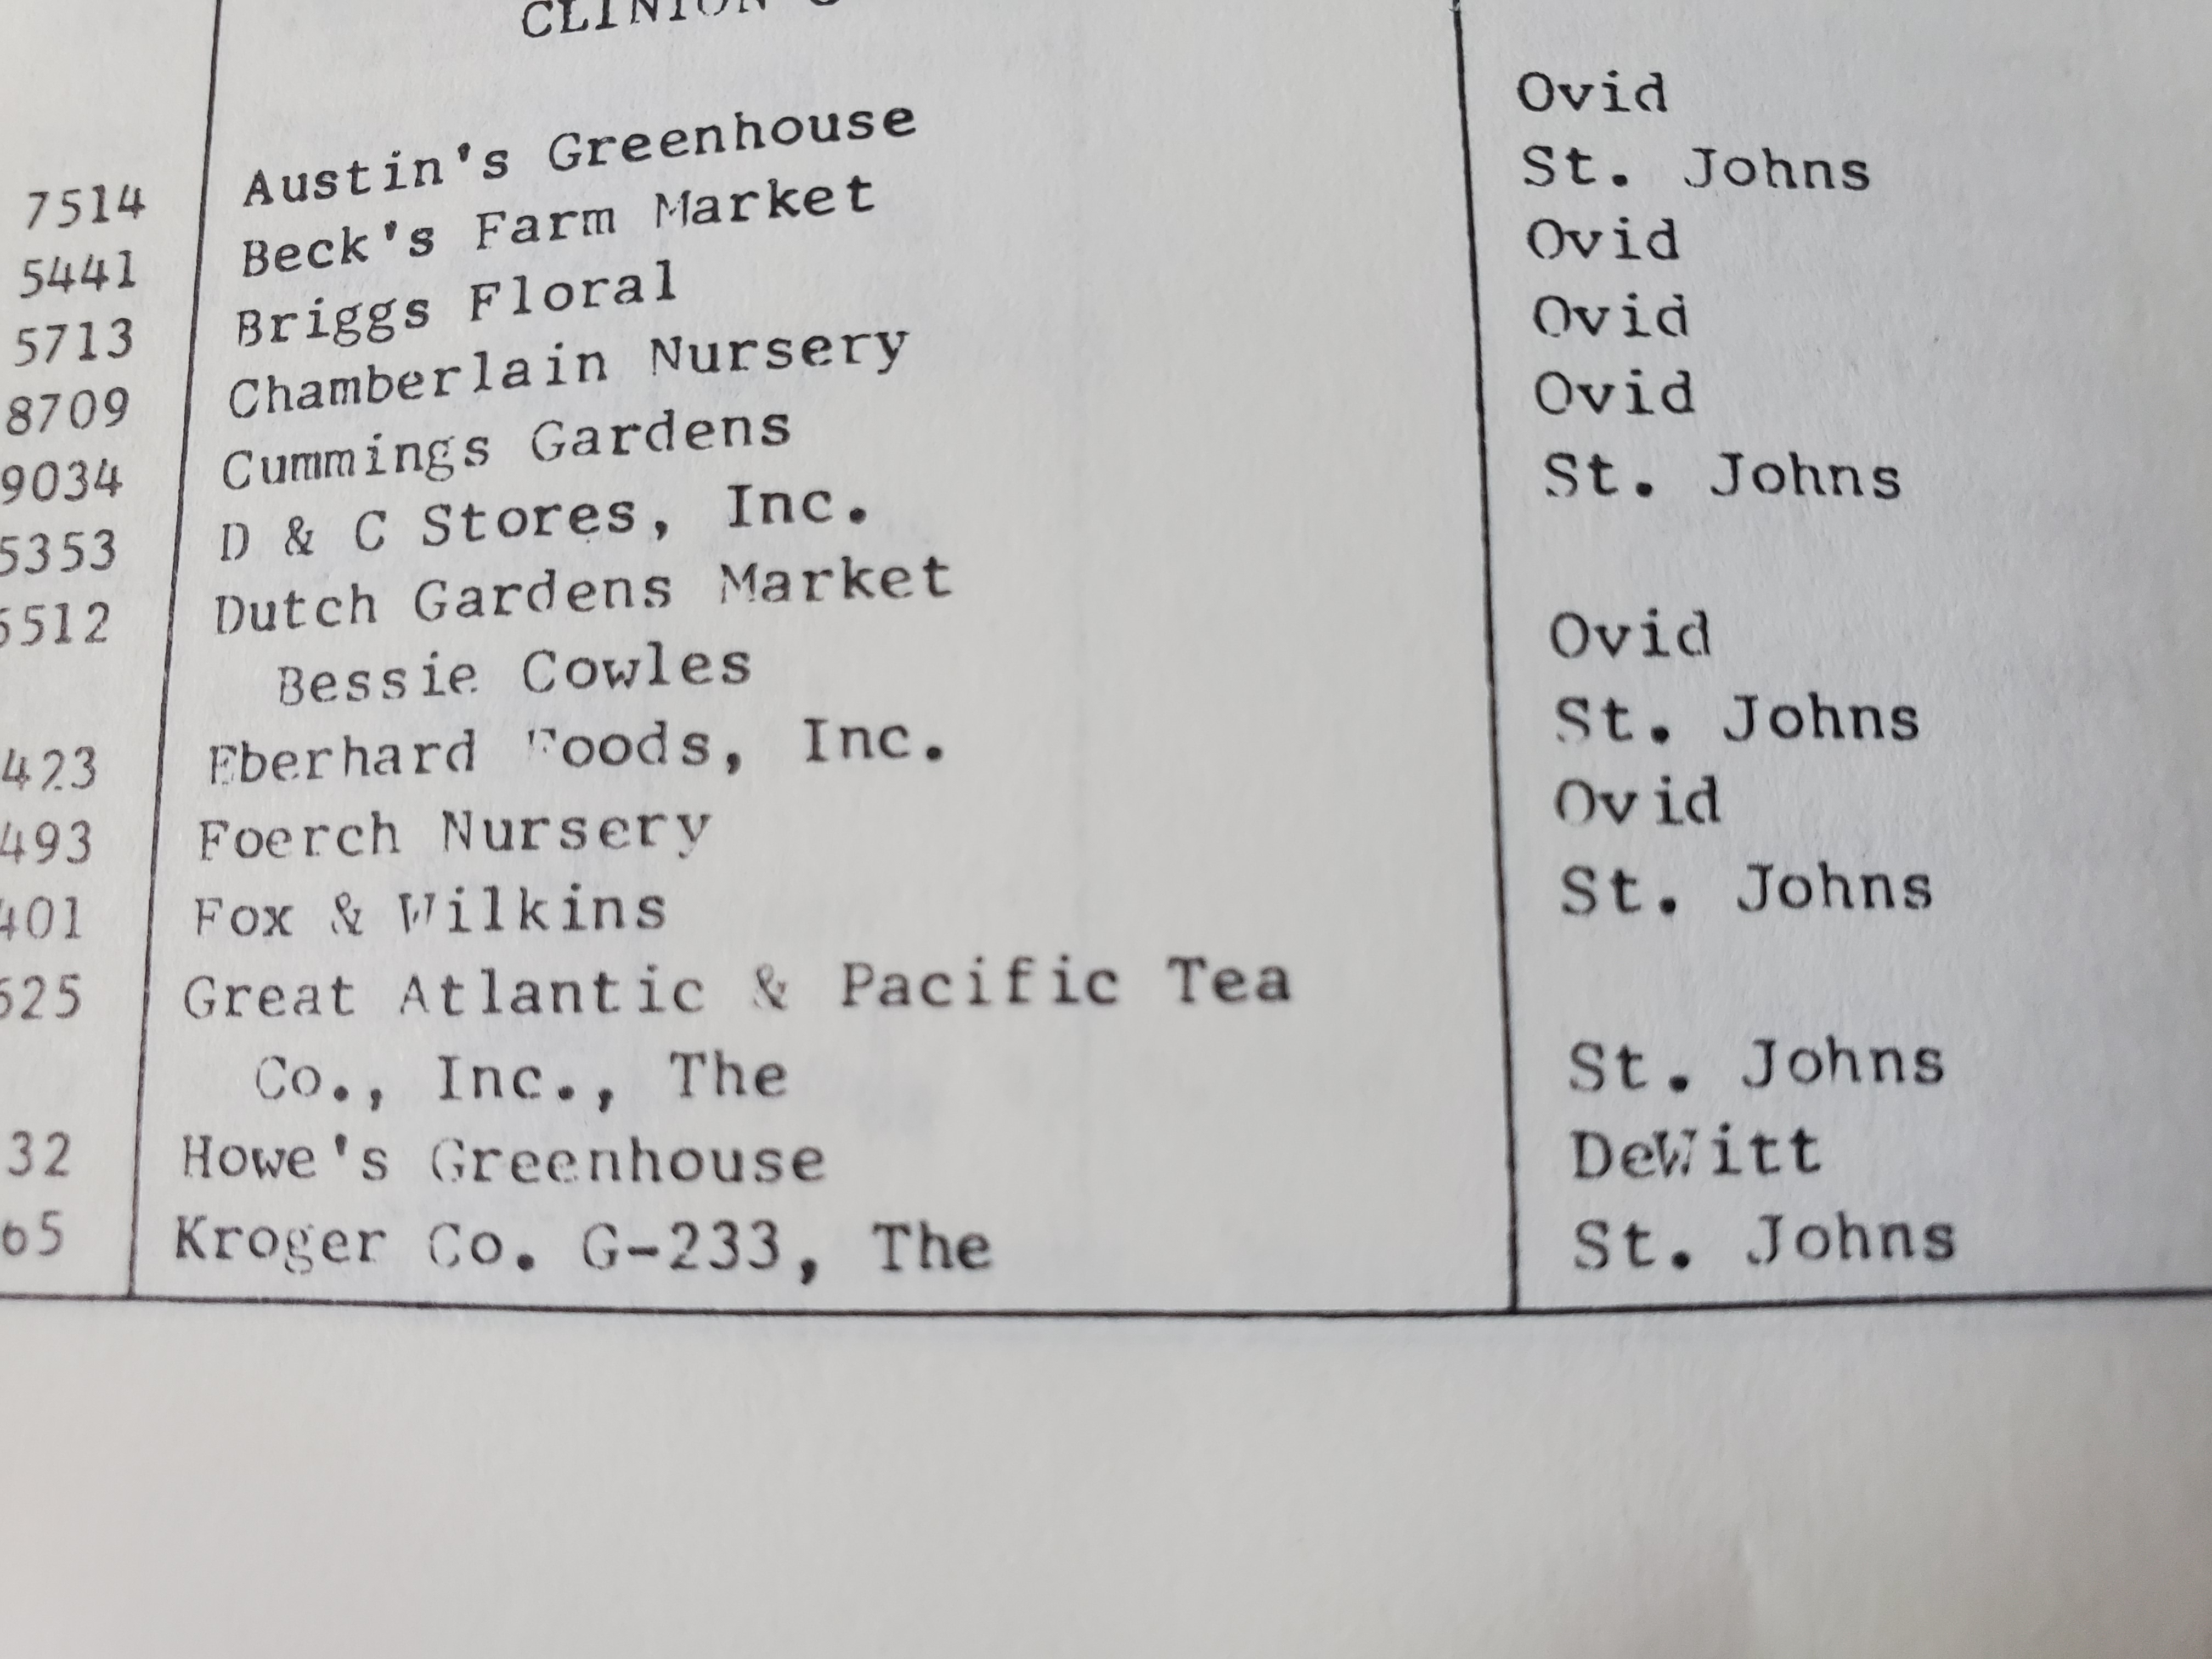 CLINTON
7514 Austin's Greenhouse Ovid
5441 Beck's Farm Market St. Johns
5713 Briggs Floral Ovid
8709 Chamberlain Nursery Ovid
9034 Cummings Gardens Ovid
5353 D & C Stores, Inc. St. Johns
512 Dutch Gardens Market
Bessie Cowles Ovid
423 Eberhard Foods, Inc. St. Johns
493 Foerch Nursery Ovid
401 Fox & Wilkins St. Johns
625 Great Atlantic & Pacific Tea
Co., Inc., The St. Johns
32 Howe's Greenhouse DeWitt
65 Kroger Co. G-233, The St. Johns